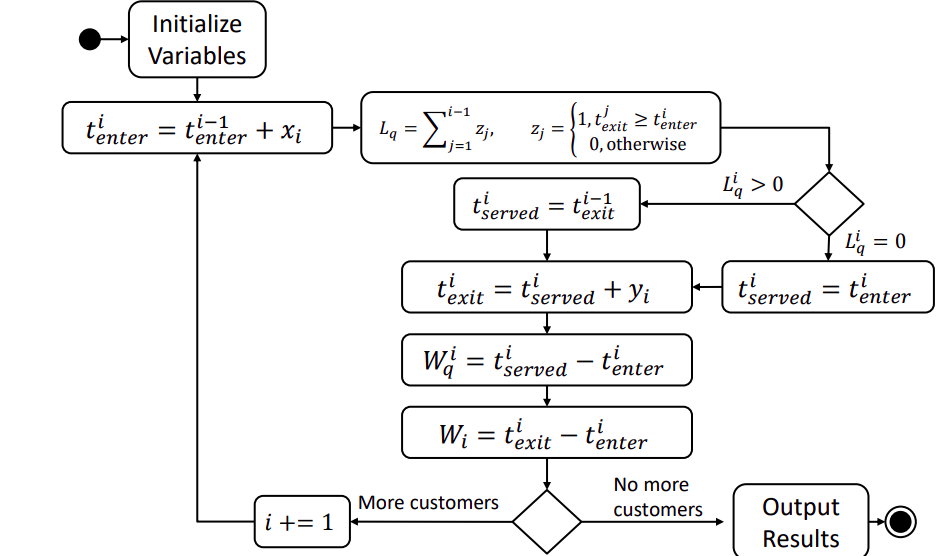 Initialize
Variables
t^i_enter = t^{i−1}_enter + x_i
L_q = ∑^{i−1}_{j=1} z_j, z_j = {1, t^j_exit ≥ t^i_enter
0, otherwise
L^i_q > 0
t^i_served = t^{i−1}_exit
L^i_q = 0
t^i_exit = t^i_served + y_i
t^i_served = t^i_enter
W^i_q = t^i_served − t^i_enter
W_i = t^i_exit − t^i_enter
More customers
No more
customers
i += 1
Output
Results